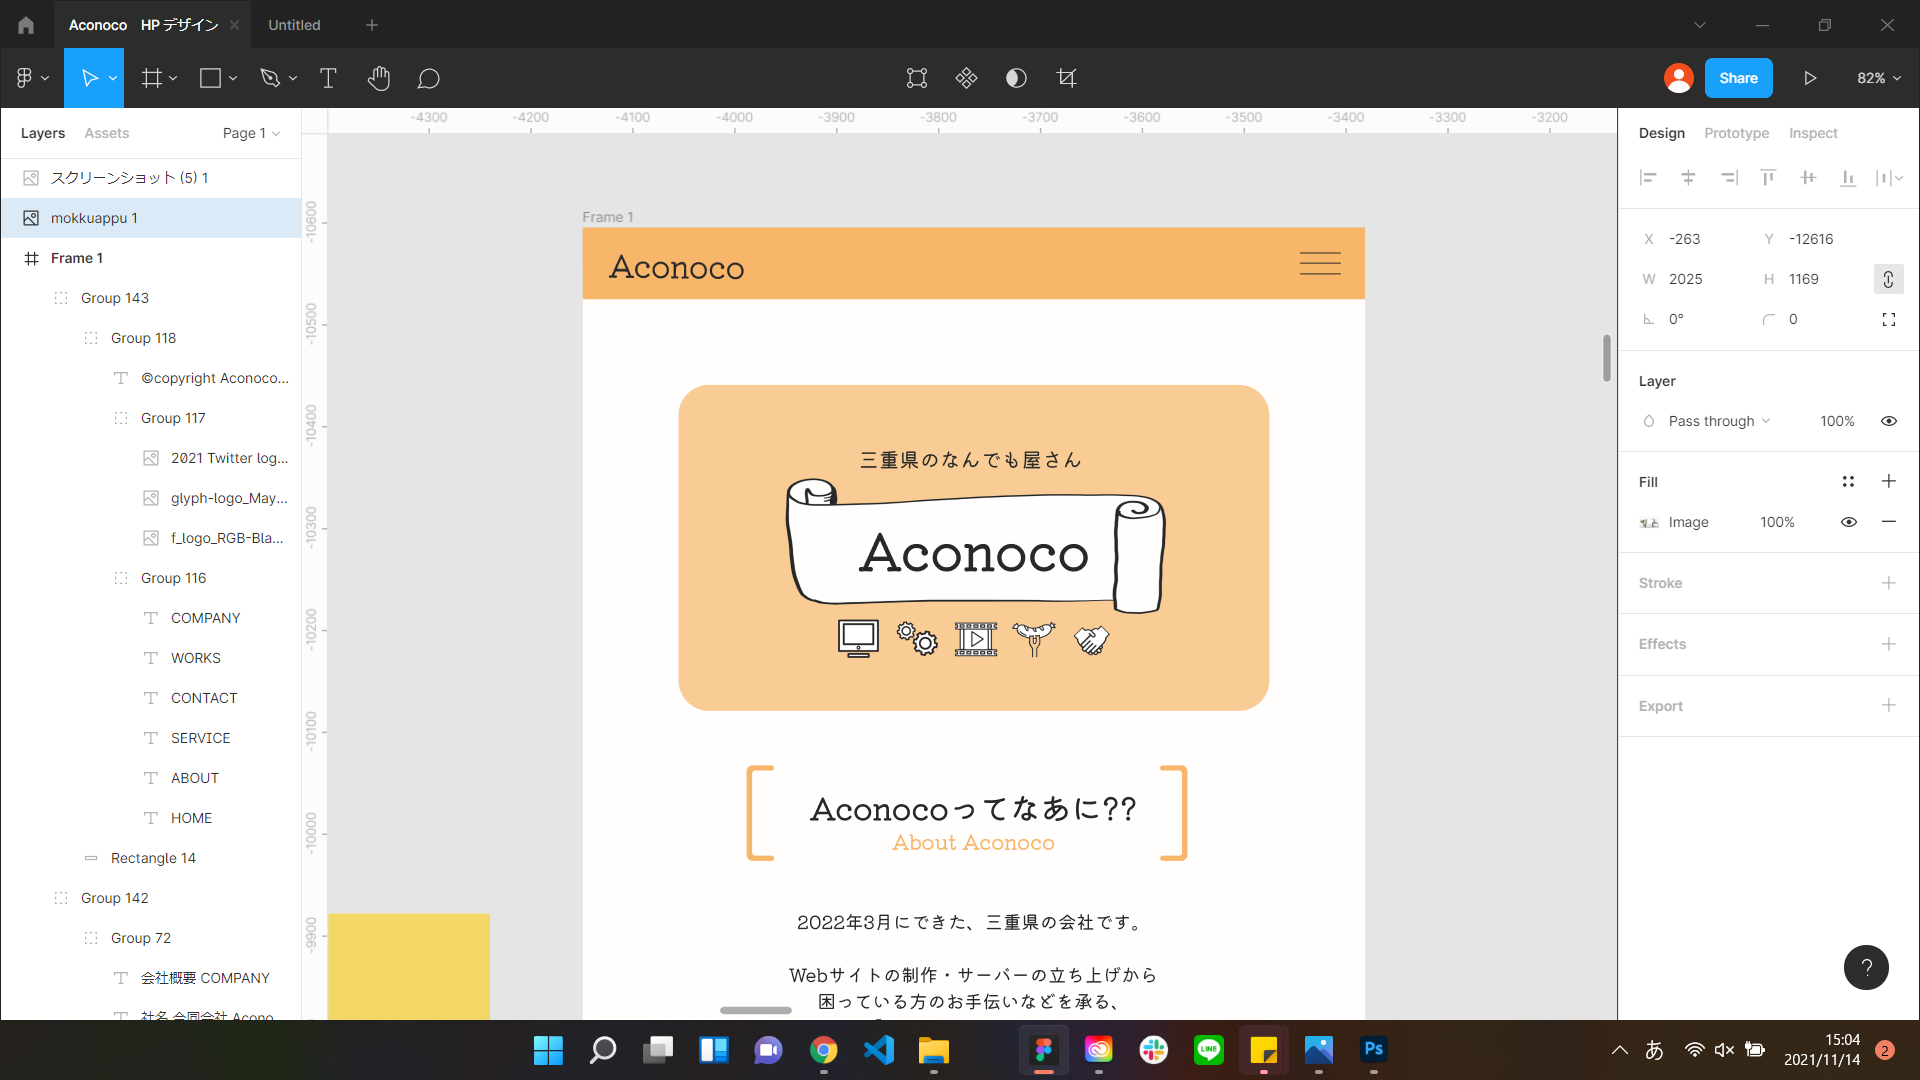 Aconoco HP デザイン
Untitled
Share
82%
Layers
Assets
Page 1
-4300
-4200
-4100
-4000
-3900
-3800
-3700
-3600
-3500
-3400
-3300
-3200
Design
Prototype
Inspect
スクリーンショット (5) 1
mokkuappu 1
Frame 1
Group 143
Group 118
©copyright Aconoco...
Group 117
2021 Twitter log...
glyph-logo_May...
f_logo_RGB-Bla...
Group 116
COMPANY
WORKS
CONTACT
SERVICE
ABOUT
HOME
Rectangle 14
Group 142
Group 72
会社概要 COMPANY
社名 合同会社 Acono
-10600
-10500
-10400
-10300
-10200
-10100
-10000
-9900
Frame 1
Aconoco
三重県のなんでも屋さん
Aconoco
Aconocoってなあに??
About Aconoco
2022年3月にできた、三重県の会社です。
Webサイトの制作・サーバーの立ち上げから
困っている方のお手伝いなどを承る、
X -263
Y -12616
W 2025
H 1169
0°
0
Layer
Pass through
100%
Fill
Image
100%
Stroke
Effects
Export
?
LINE
Ps
あ
15:04
2021/11/14
2